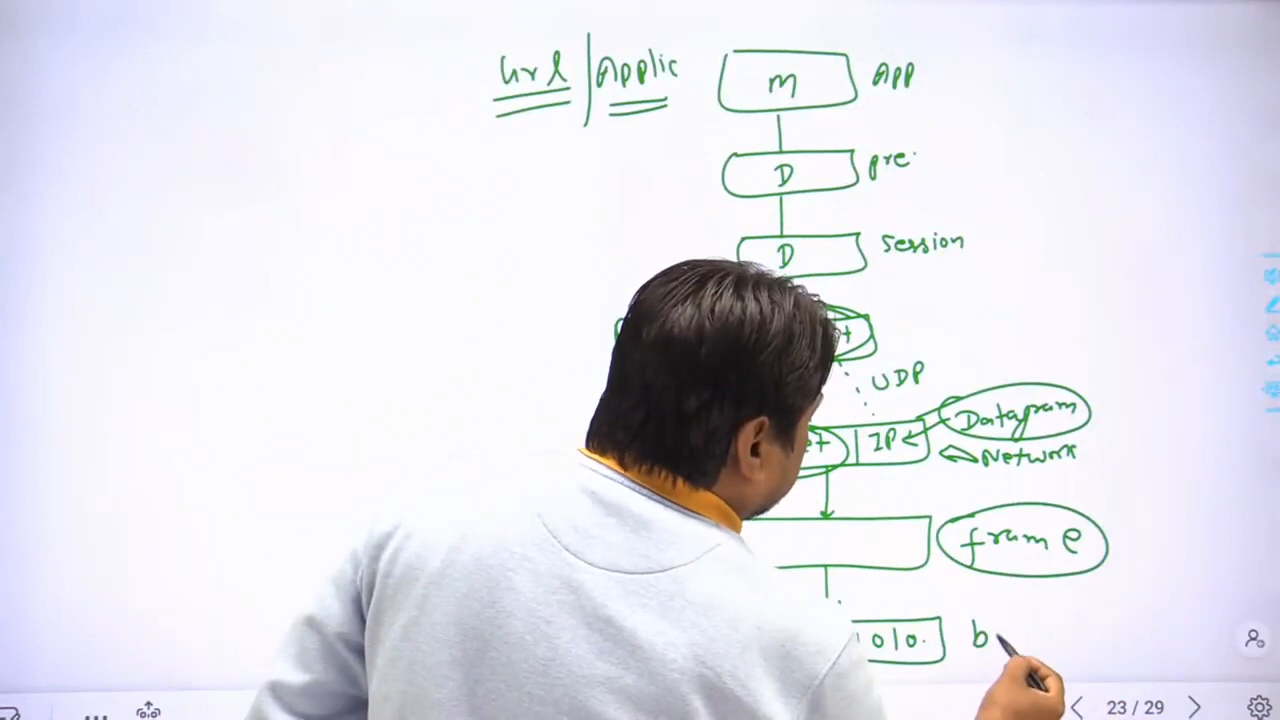 Url | Applic
m App
D pre.
D session
UDP
IP Datagram
Network
frame
010.
b
23 / 29